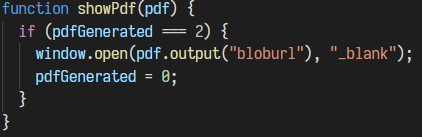 function showPdf(pdf) {
  if (pdfGenerated === 2) {
    window.open(pdf.output("bloburl"), "_blank");
    pdfGenerated = 0;
  }
}